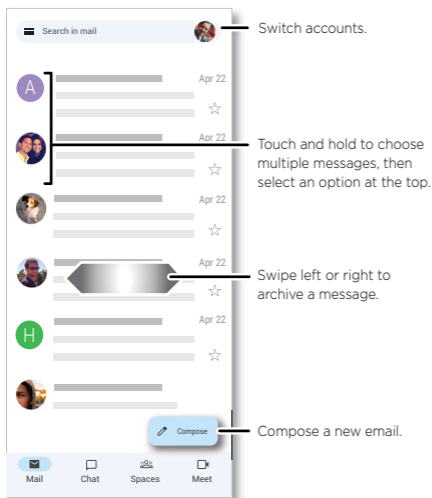 Search in mail
Switch accounts.
A
Apr 22
Apr 22
Touch and hold to choose
multiple messages, then
select an option at the top.
Apr 22
Apr 22
Swipe left or right to
archive a message.
H
Apr 22
Compose
Compose a new email.
Mail
Chat
Spaces
Meet